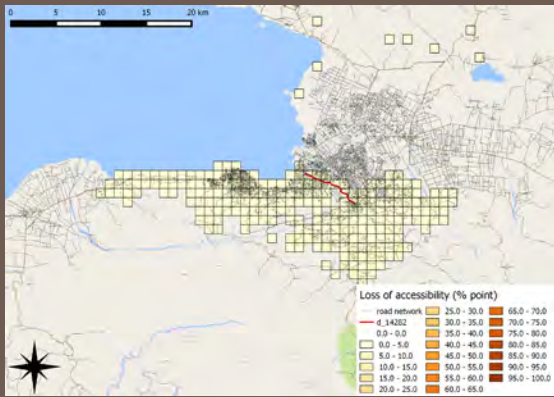 0 5 10 15 20 km
Loss of accessibility (% point)
road network
d_14282
0.0 - 0.0
0.0 - 5.0
5.0 - 10.0
10.0 - 15.0
15.0 - 20.0
20.0 - 25.0
25.0 - 30.0
30.0 - 35.0
35.0 - 40.0
40.0 - 45.0
45.0 - 50.0
50.0 - 55.0
55.0 - 60.0
60.0 - 65.0
65.0 - 70.0
70.0 - 75.0
75.0 - 80.0
80.0 - 85.0
85.0 - 90.0
90.0 - 95.0
95.0 - 100.0